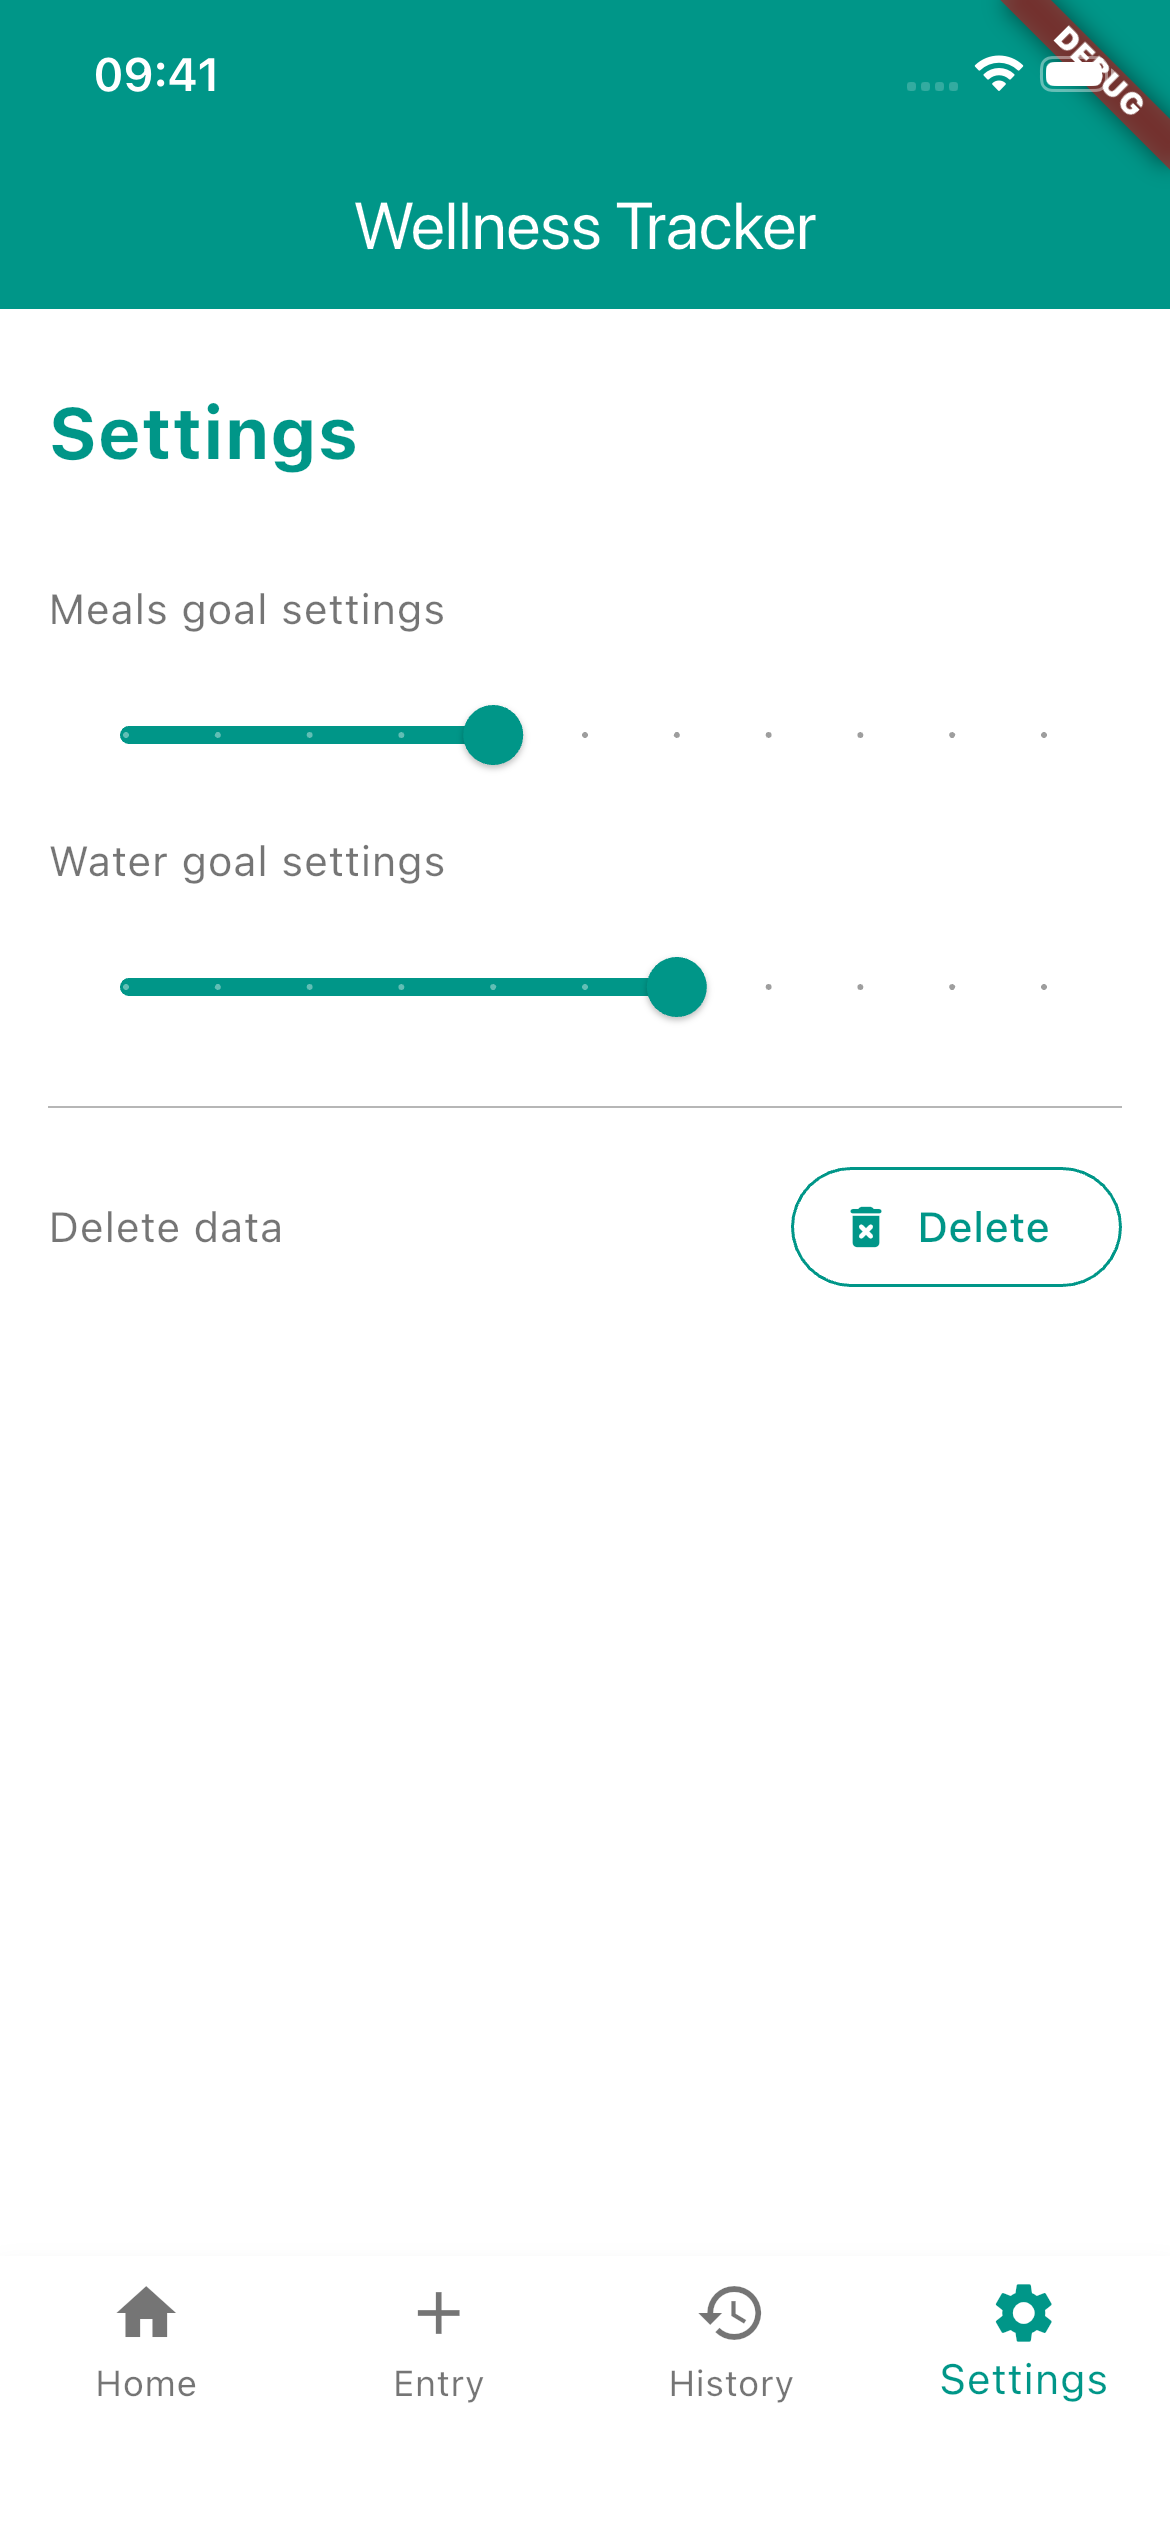 09:41
DEBUG
Wellness Tracker
Settings
Meals goal settings
Water goal settings
Delete data
Delete
Home
Entry
History
Settings